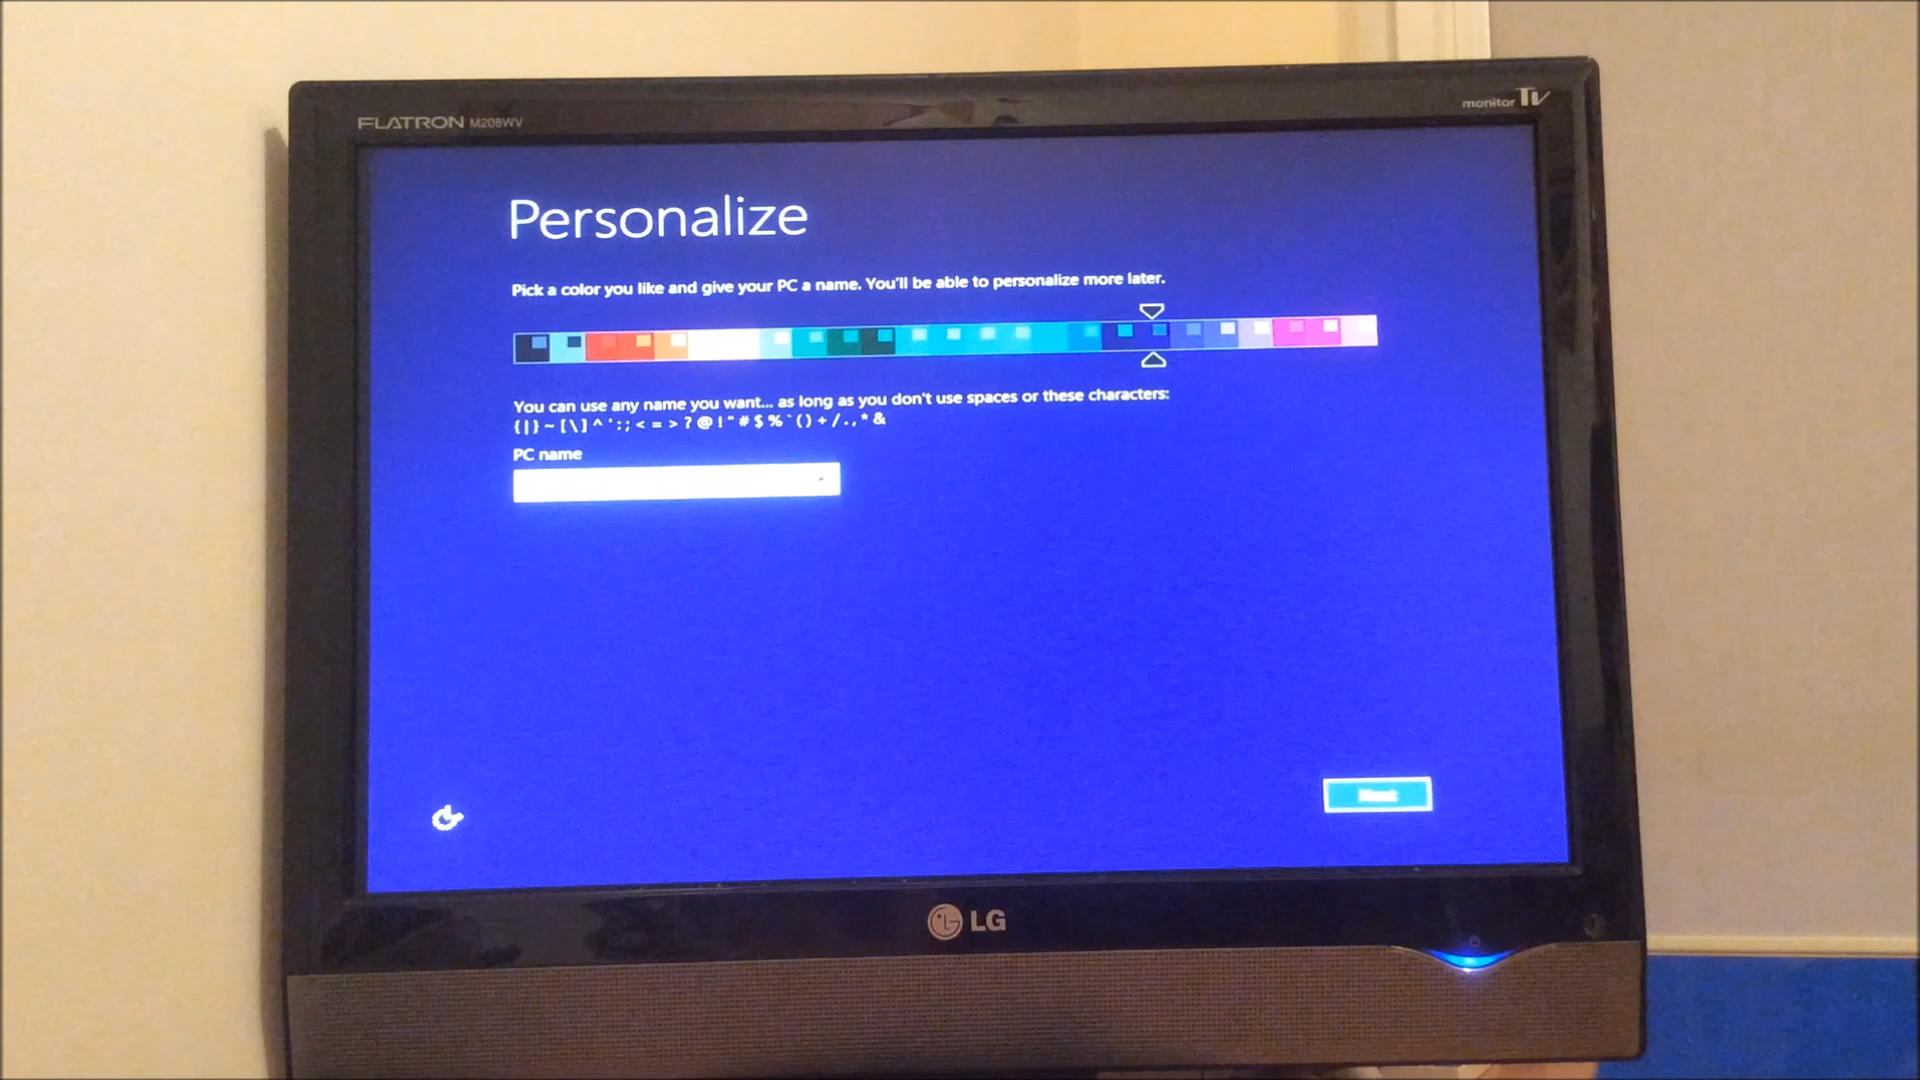 FLATRON M208WV
monitor TV
Personalize
Pick a color you like and give your PC a name. You'll be able to personalize more later.
You can use any name you want... as long as you don't use spaces or these characters:
{ | } ~ [ \ ] ^ ' : ; < = > ? @ ! " # $ % ` ( ) + / . , * &
PC name
Next
LG